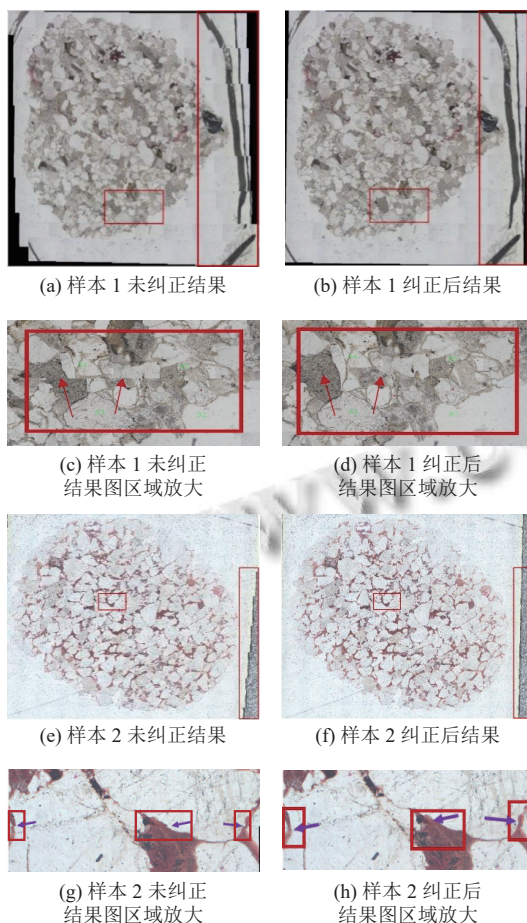 (a) 样本 1 未纠正结果
(b) 样本 1 纠正后结果
(c) 样本 1 未纠正
结果图区域放大
(d) 样本 1 纠正后
结果图区域放大
(e) 样本 2 未纠正结果
(f) 样本 2 纠正后结果
(g) 样本 2 未纠正
结果图区域放大
(h) 样本 2 纠正后
结果图区域放大